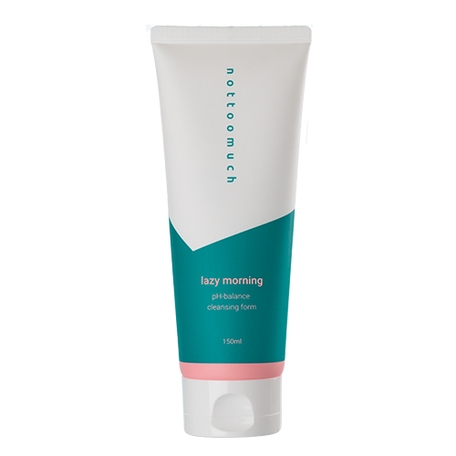 nottoomuch
lazy morning
pH-balance
cleansing form
150ml